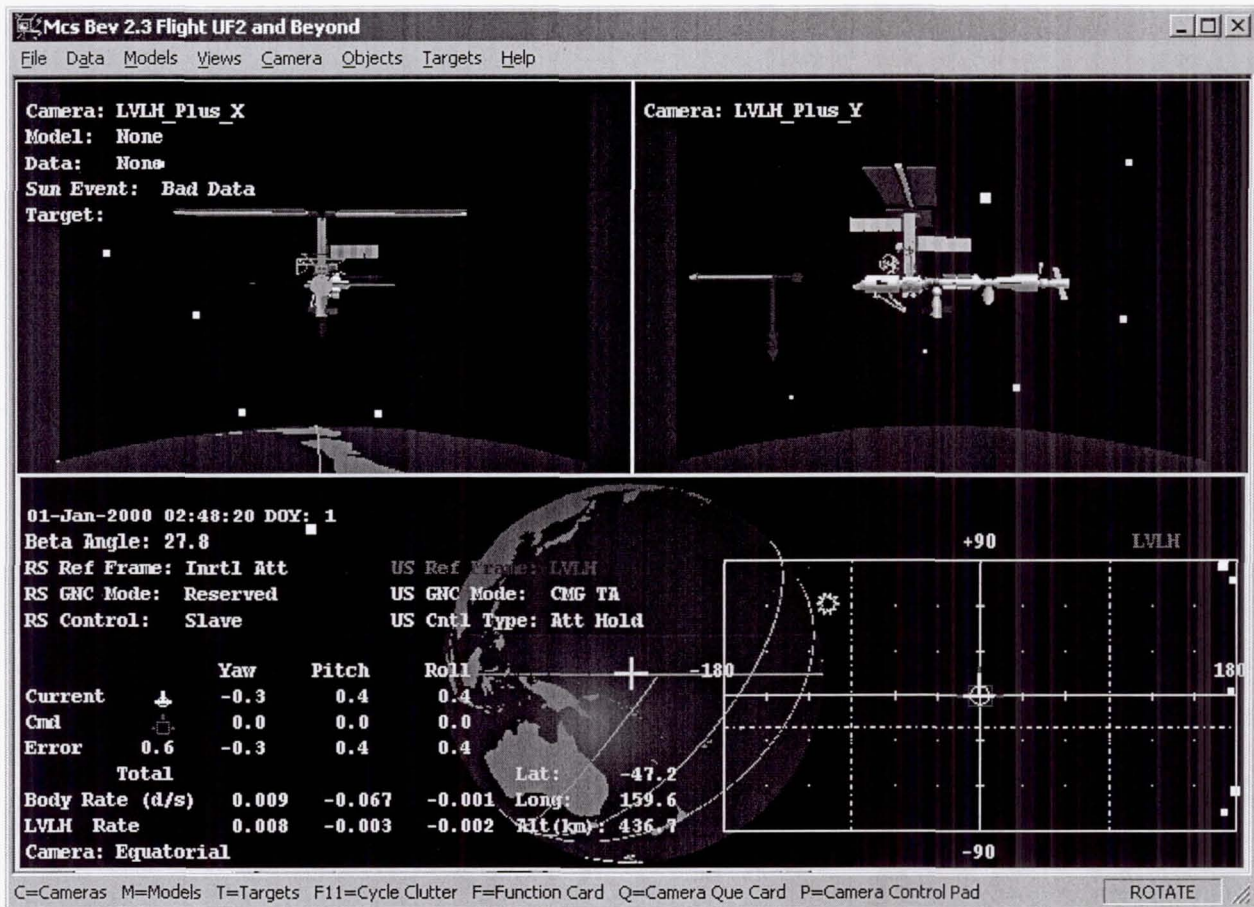 Mcs Bev 2.3 Flight UF2 and Beyond
File Data Models Views Camera Objects Targets Help
Camera: LVLH_Plus_X
Model: None
Data: None
Sun Event: Bad Data
Target:
Camera: LVLH_Plus_Y
01-Jan-2000 02:48:20 DOY: 1
Beta Angle: 27.8
RS Ref Frame: Inrtl Att US Ref Frame: LVLH
RS GNC Mode: Reserved US GNC Mode: CMG TA
RS Control: Slave US Cntl Type: Att Hold
Yaw Pitch Roll
Current -0.3 0.4 0.4
Cmd 0.0 0.0 0.0
Error 0.6 -0.3 0.4 0.4
Total Lat: -47.2
Body Rate (d/s) 0.009 -0.067 -0.001 Long: 159.6
LVLH Rate 0.008 -0.003 -0.002 Alt(km): 436.7
Camera: Equatorial
+90 LVLH
-180 180
-90
C=Cameras M=Models T=Targets F11=Cycle Clutter F=Function Card Q=Camera Que Card P=Camera Control Pad ROTATE